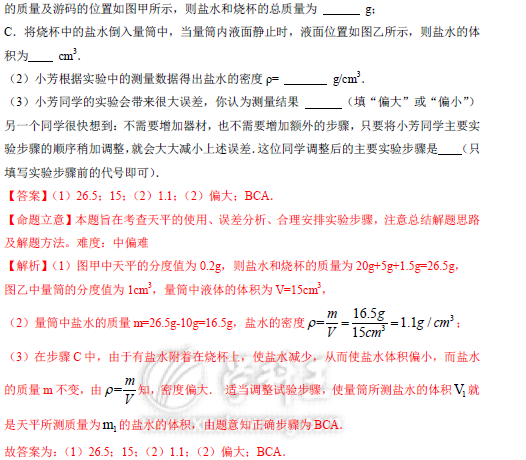 的质量及游码的位置如图甲所示，则盐水和烧杯的总质量为 ______ g；
C．将烧杯中的盐水倒入量筒中，当量筒内液面静止时，液面位置如图乙所示，则盐水的体
积为____ cm³．
（2）小芳根据实验中的测量数据得出盐水的密度ρ= ______ g/cm³．
（3）小芳同学的实验会带来很大误差，你认为测量结果 ______（填“偏大”或“偏小”）
另一个同学很快想到：不需要增加器材，也不需要增加额外的步骤，只要将小芳同学主要实
验步骤的顺序稍加调整，就会大大减小上述误差．这位同学调整后的主要实验步骤是____（只
填写实验步骤前的代号即可）．
【答案】（1）26.5；15；（2）1.1；（2）偏大；BCA．
【命题立意】本题旨在考查天平的使用、误差分析、合理安排实验步骤，注意总结解题思路
及解题方法。难度：中偏难
【解析】（1）图甲中天平的分度值为0.2g，则盐水和烧杯的质量为 20g+5g+1.5g=26.5g，
图乙中量筒的分度值为 1cm³，量筒中液体的体积为 V=15cm³，
（2）量筒中盐水的质量 m=26.5g-10g=16.5g，盐水的密度 ρ=m/V=16.5g/15cm³=1.1g/cm³；
（3）在步骤 C 中，由于有盐水附着在烧杯上，使盐水减少，从而使盐水体积偏小，而盐水
的质量 m 不变，由 ρ=m/V 知，密度偏大． 适当调整试验步骤，使量筒所测盐水的体积V₁就
是天平所测质量为m₁的盐水的体积，由题意知正确步骤为 BCA．
故答案为：（1）26.5；15；（2）1.1；（2）偏大；BCA．